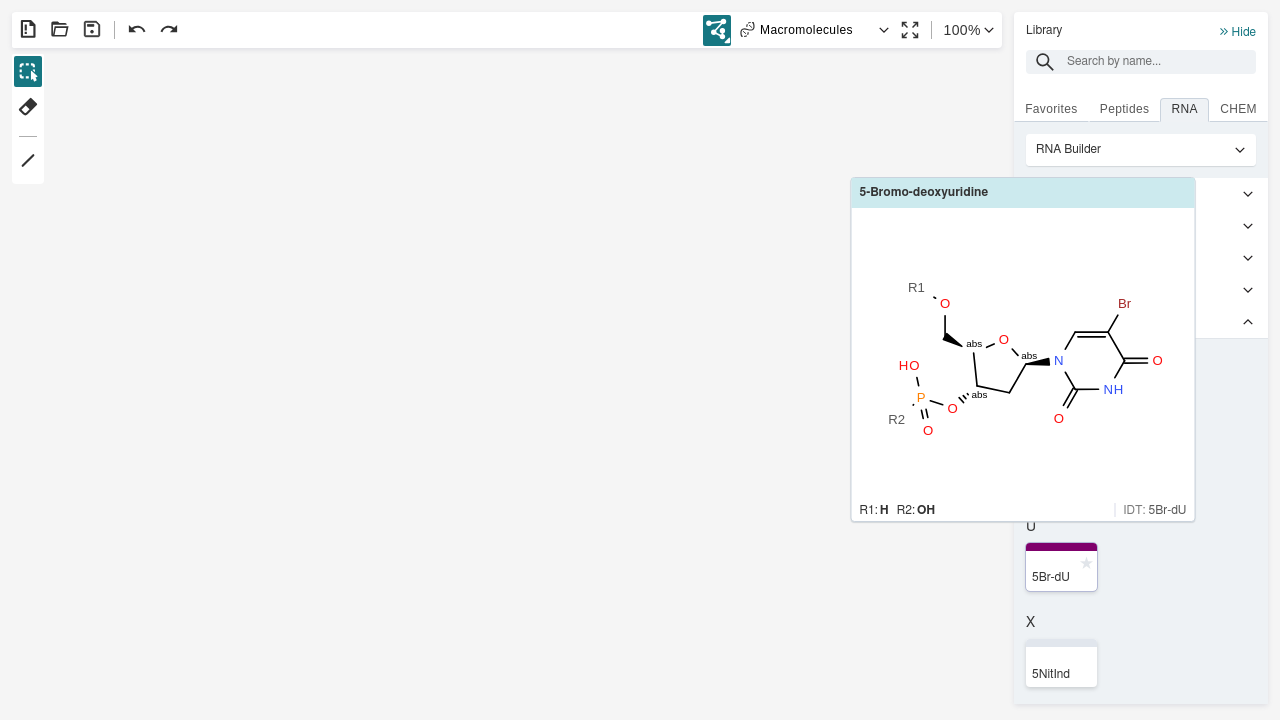 Macromolecules
100%
Library
Hide
Search by name...
Favorites Peptides RNA CHEM
RNA Builder
5-Bromo-deoxyuridine
R1
O
Br
O
abs
abs
HO
N
O
P
abs
NH
O
R2
O
O
R1: H R2: OH IDT: 5Br-dU
U
5Br-dU
X
5NitInd